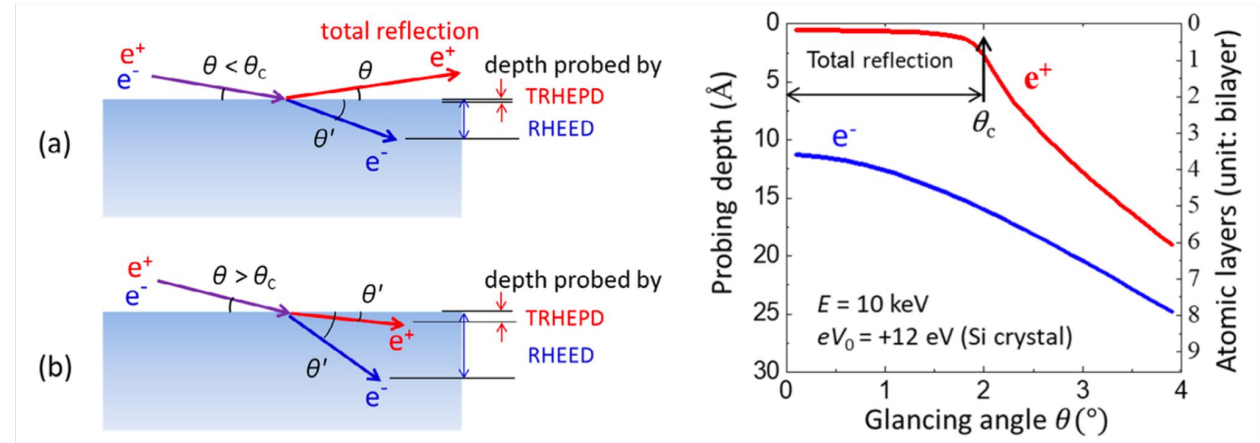 total reflection
e+
e-
θ < θc
θ
e+
depth probed by
TRHEPD
RHEED
(a)
θ′
e-
e+
e-
θ > θc
θ′
depth probed by
TRHEPD
RHEED
(b)
θ′
e+
e-
Probing depth (Å)
0
5
10
15
20
25
30
Total reflection
θc
e+
e-
E = 10 keV
eV0 = +12 eV (Si crystal)
0
1
2
3
4
Glancing angle θ (°)
0
1
2
3
4
5
6
7
8
9
Atomic layers (unit: bilayer)